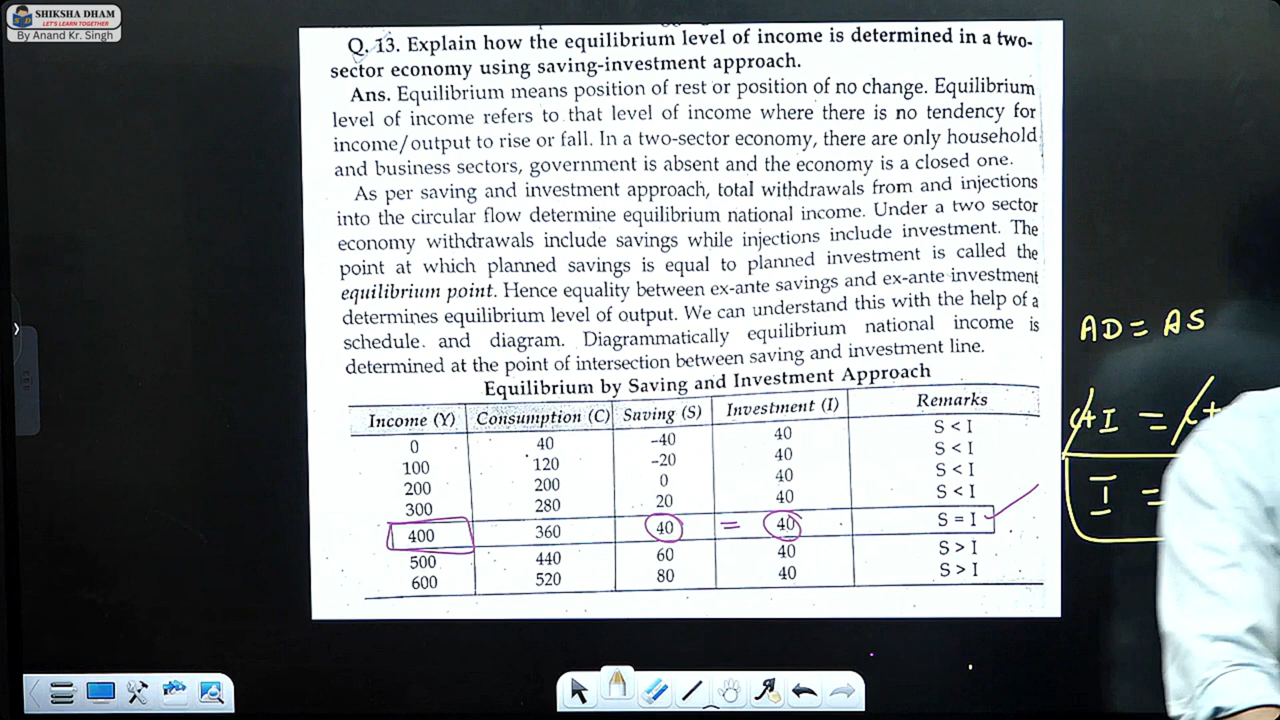 SHIKSHA DHAM
LET'S LEARN TOGETHER
By Anand Kr. Singh
Q. 13. Explain how the equilibrium level of income is determined in a two-
sector economy using saving-investment approach.
Ans. Equilibrium means position of rest or position of no change. Equilibrium
level of income refers to that level of income where there is no tendency for
income/output to rise or fall. In a two-sector economy, there are only household
and business sectors, government is absent and the economy is a closed one.
As per saving and investment approach, total withdrawals from and injections
into the circular flow determine equilibrium national income. Under a two sector
economy withdrawals include savings while injections include investment. The
point at which planned savings is equal to planned investment is called the
equilibrium point. Hence equality between ex-ante savings and ex-ante investment
determines equilibrium level of output. We can understand this with the help of a
schedule. and diagram. Diagrammatically equilibrium national income is
determined at the point of intersection between saving and investment line.
Equilibrium by Saving and Investment Approach
Income (Y) Consumption (C) Saving (S) Investment (I) Remarks
0 40 -40 40 S < I
100 120 -20 40 S < I
200 200 0 40 S < I
300 280 20 40 S < I
400 360 40 = 40 S = I
500 440 60 40 S > I
600 520 80 40 S > I
AD = AS
C+I = C+
I =